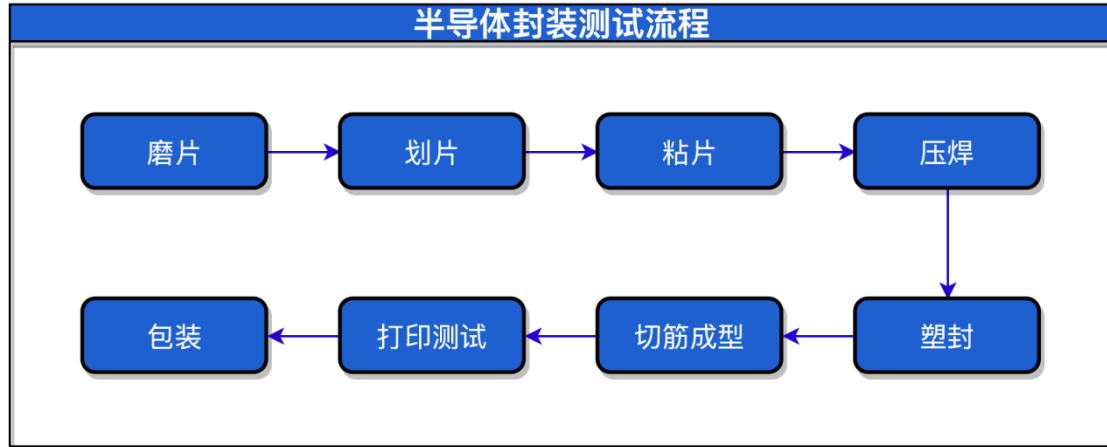 半导体封装测试流程
磨片
划片
粘片
压焊
塑封
切筋成型
打印测试
包装